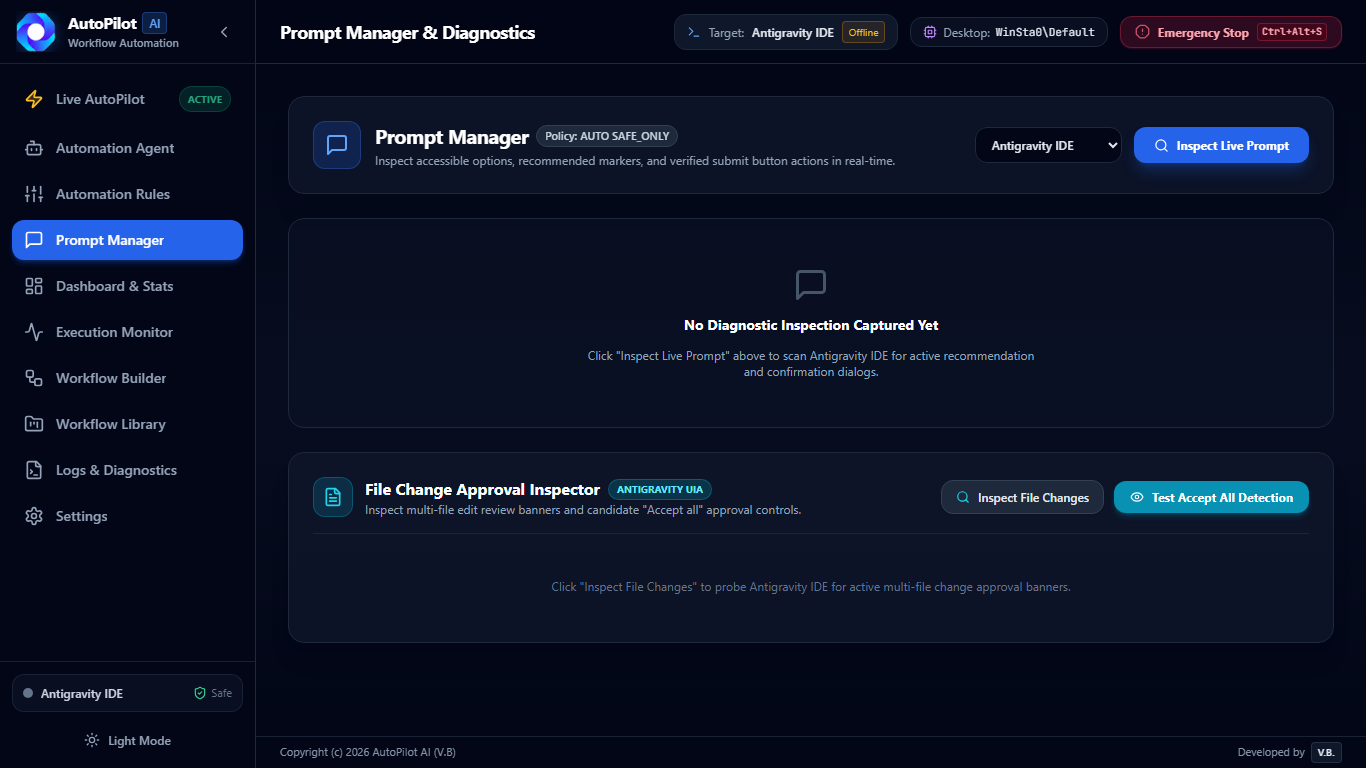 AutoPilot AI
Workflow Automation
Live AutoPilot ACTIVE
Automation Agent
Automation Rules
Prompt Manager
Dashboard & Stats
Execution Monitor
Workflow Builder
Workflow Library
Logs & Diagnostics
Settings
Antigravity IDE Safe
Light Mode
Prompt Manager & Diagnostics
Target: Antigravity IDE Offline
Desktop: WinSta0\Default
Emergency Stop Ctrl+Alt+S
Prompt Manager Policy: AUTO SAFE_ONLY
Inspect accessible options, recommended markers, and verified submit button actions in real-time.
Antigravity IDE
Inspect Live Prompt
No Diagnostic Inspection Captured Yet
Click "Inspect Live Prompt" above to scan Antigravity IDE for active recommendation
and confirmation dialogs.
File Change Approval Inspector ANTIGRAVITY UIA
Inspect multi-file edit review banners and candidate "Accept all" approval controls.
Inspect File Changes
Test Accept All Detection
Click "Inspect File Changes" to probe Antigravity IDE for active multi-file change approval banners.
Copyright (c) 2026 AutoPilot AI (V.B)
Developed by V.B.